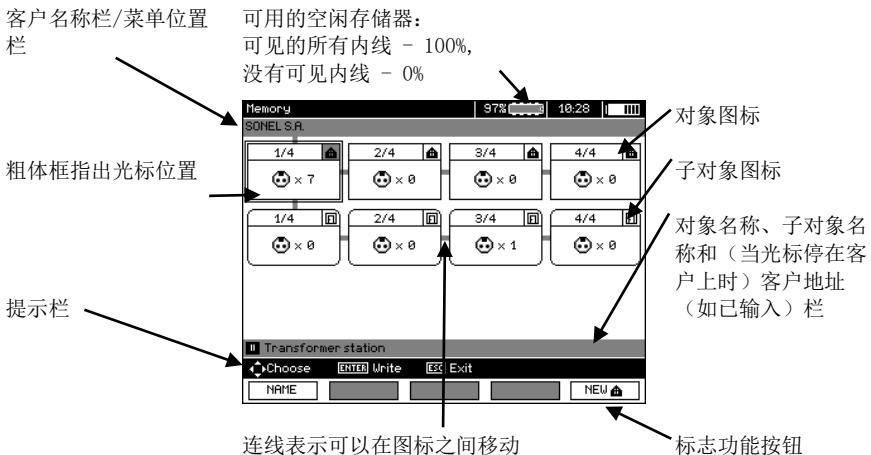 客户名称栏/菜单位置
栏
可用的空闲存储器:
可见的所有内线 - 100%,
没有可见内线 - 0%
Memory 97% 10:28
SONEL S.A.
1/4 2/4 3/4 4/4
× 7 × 0 × 0 × 0
1/4 2/4 3/4 4/4
× 0 × 0 × 1 × 0
Transformer station
Choose ENTER Write ESC Exit
NAME NEW
粗体框指出光标位置
提示栏
对象图标
子对象图标
对象名称、子对象名
称和（当光标停在客
户上时）客户地址
（如已输入）栏
连线表示可以在图标之间移动
标志功能按钮